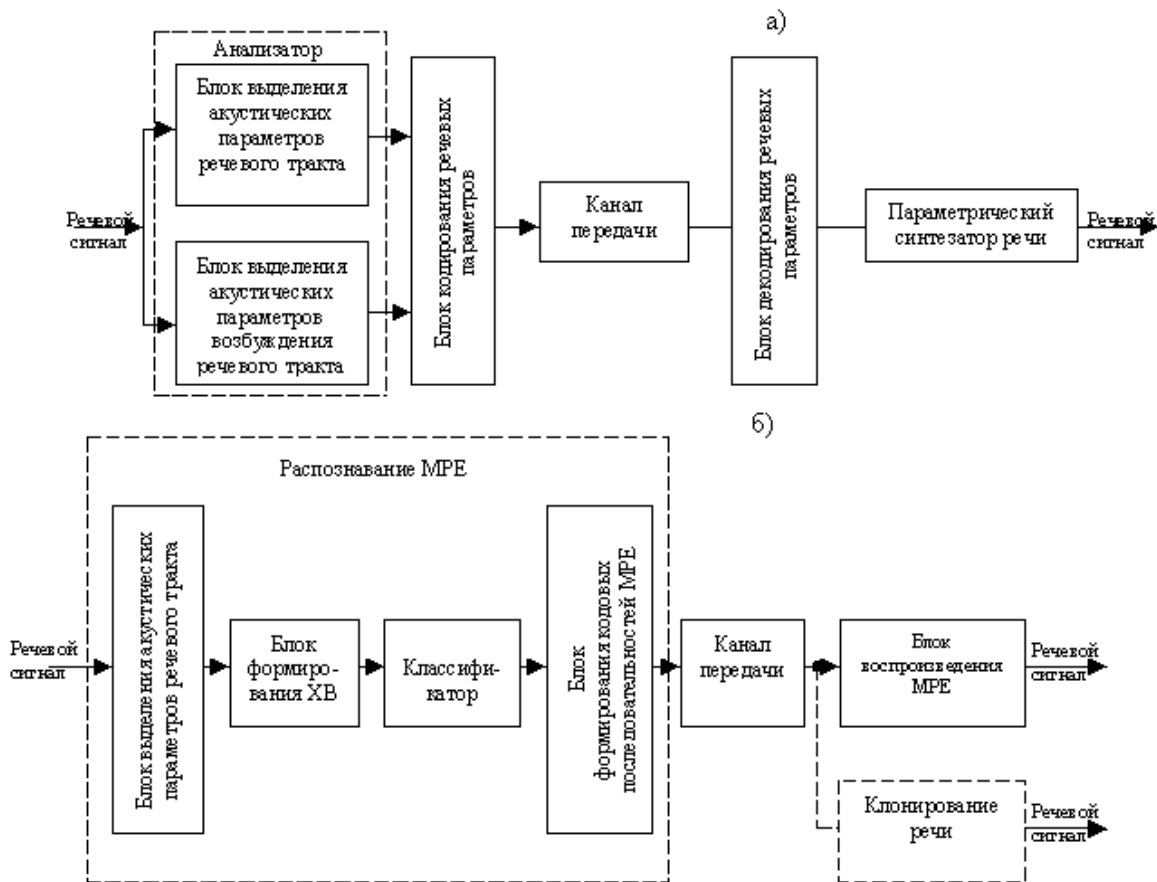 а)
Анализатор
Блок выделения
акустических
параметров
речевого тракта
Речевой
сигнал
Блок выделения
акустических
параметров
возбуждения
речевого тракта
Блок кодирования речевых
параметров
Канал
передачи
Блок декодирования речевых
параметров
Параметрический
синтезатор речи
Речевой
сигнал
б)
Распознавание МРЕ
Речевой
сигнал
Блок выделения акустических
параметров речевого тракта
Блок
формиро-
вания ХВ
Классифи-
катор
Блок
формирования кодовых
последовательностей МРЕ
Канал
передачи
Блок
воспроизведения
МРЕ
Речевой
сигнал
Клонирование
речи
Речевой
сигнал